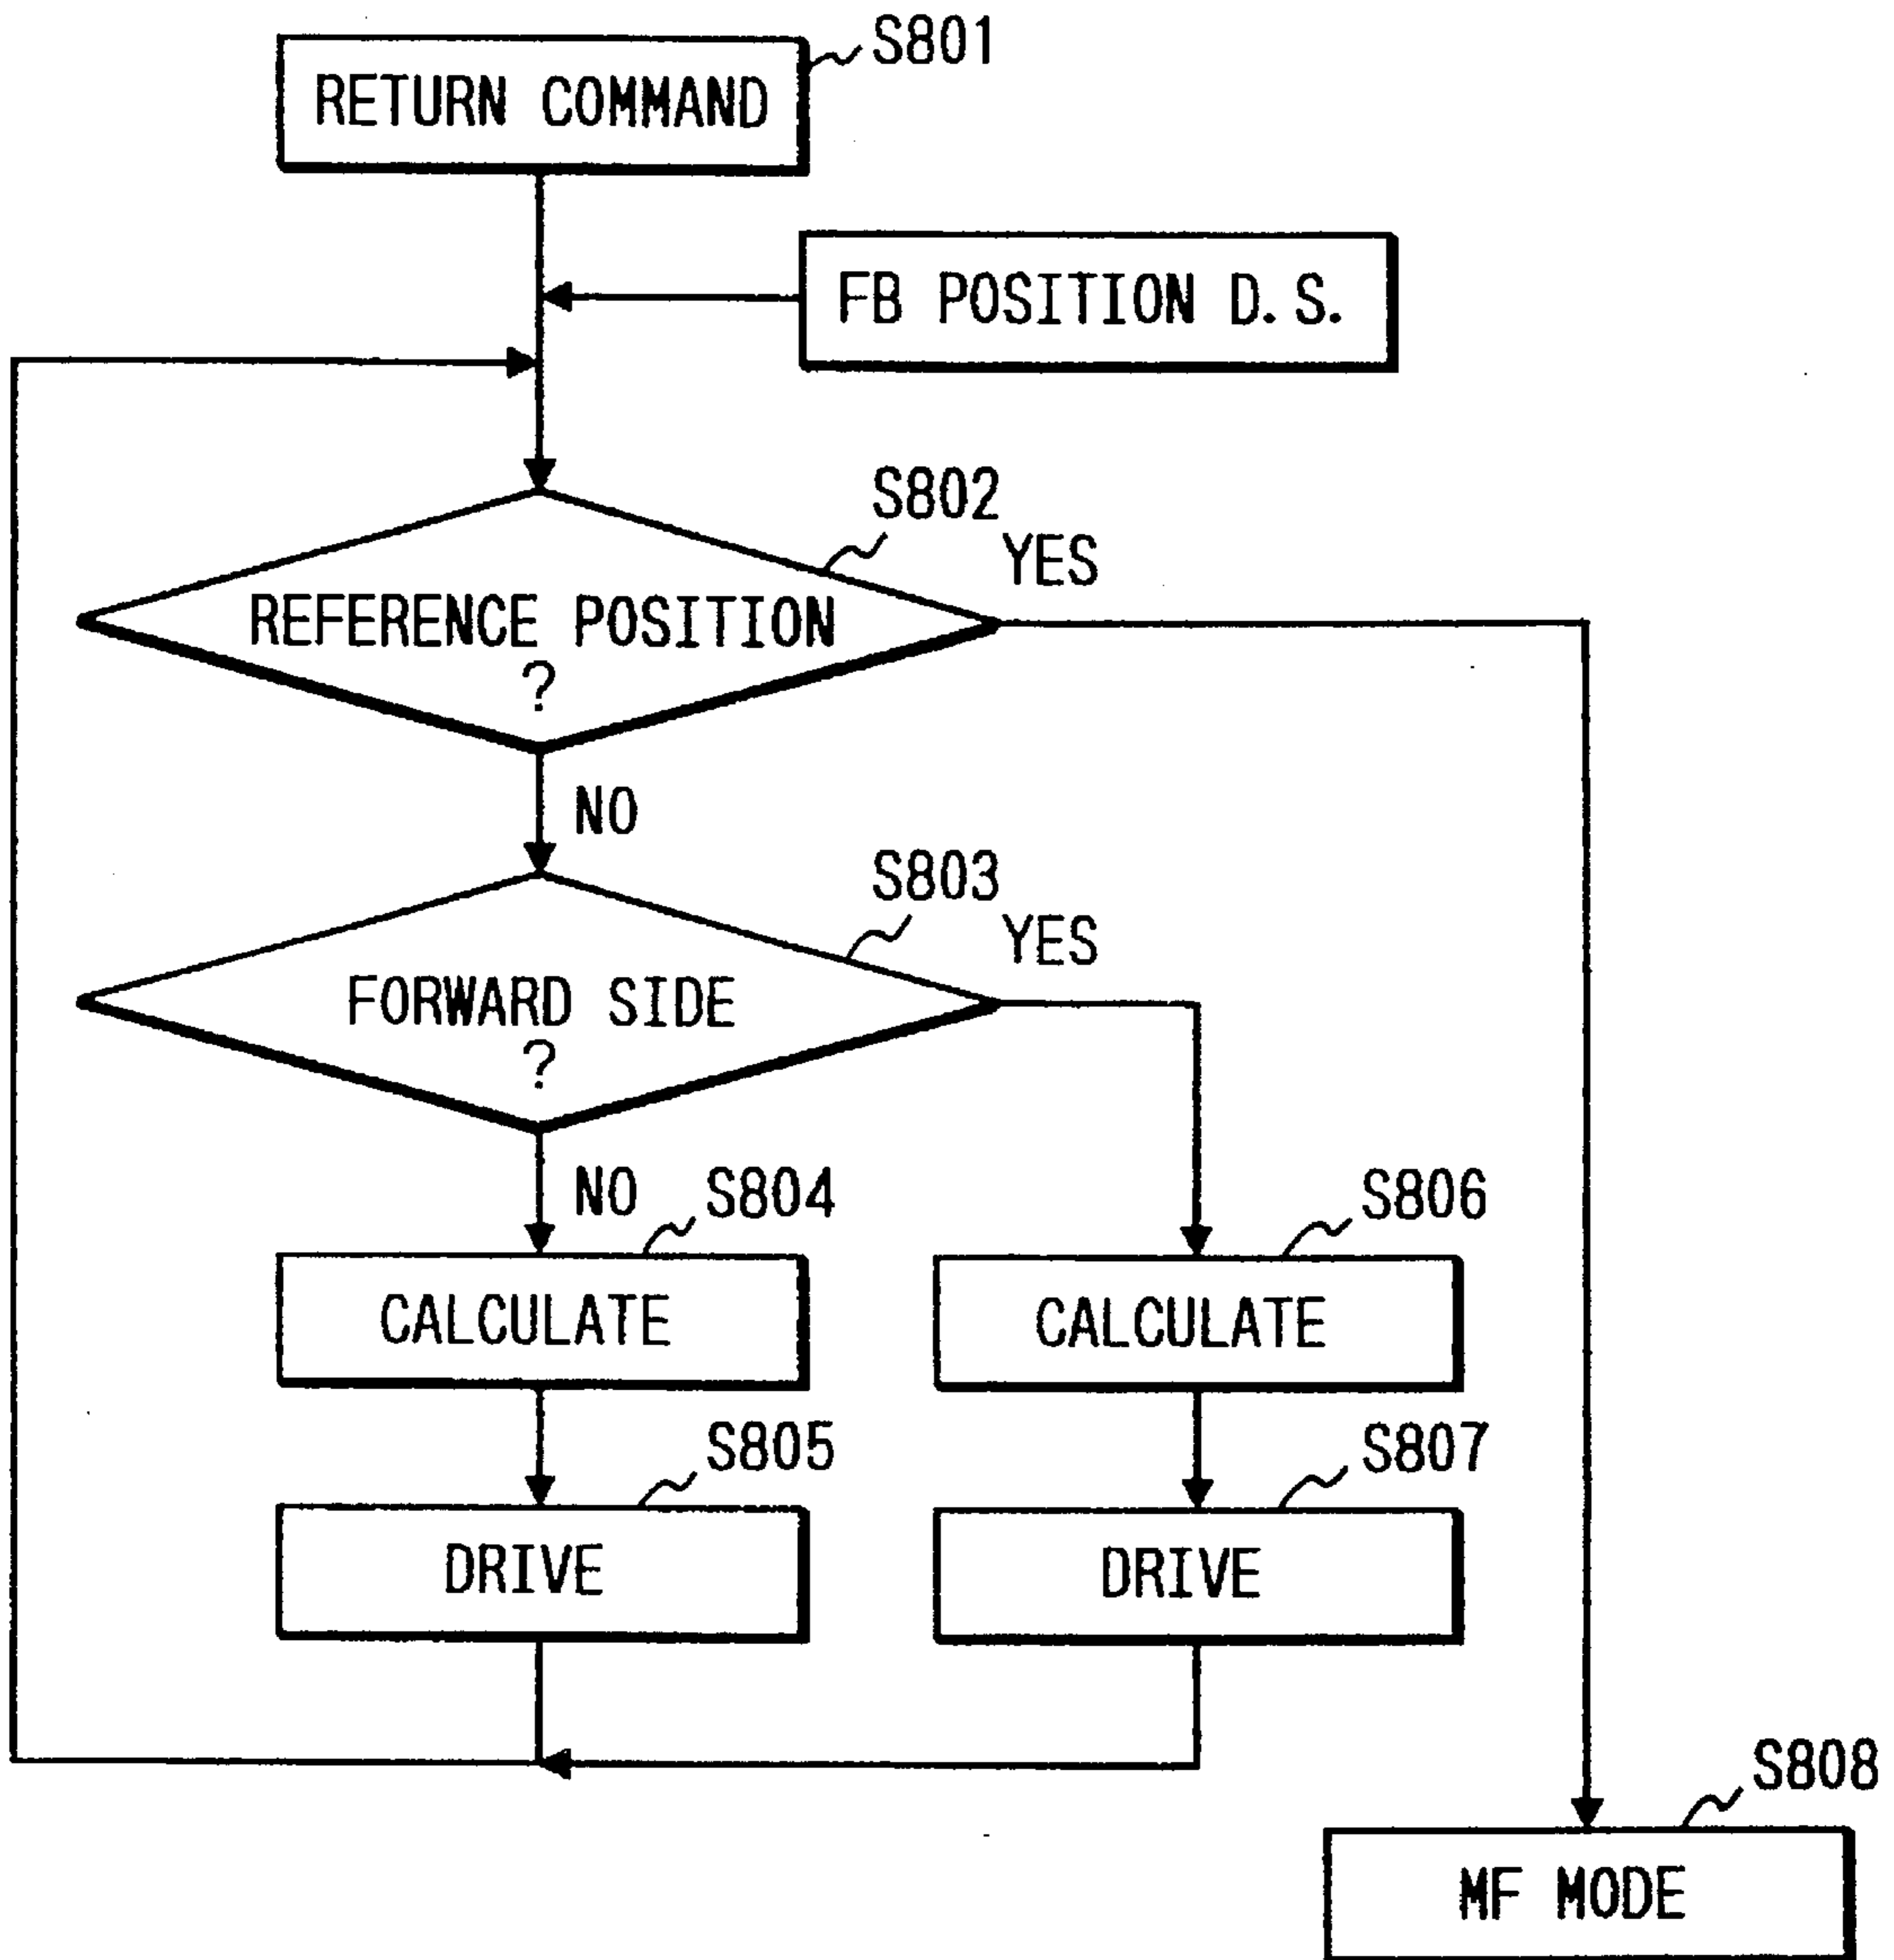 S801
RETURN COMMAND
FB POSITION D.S.
S802
YES
REFERENCE POSITION
?
NO
S803
YES
FORWARD SIDE
?
NO
S804
S806
CALCULATE
CALCULATE
S805
S807
DRIVE
DRIVE
S808
MF MODE